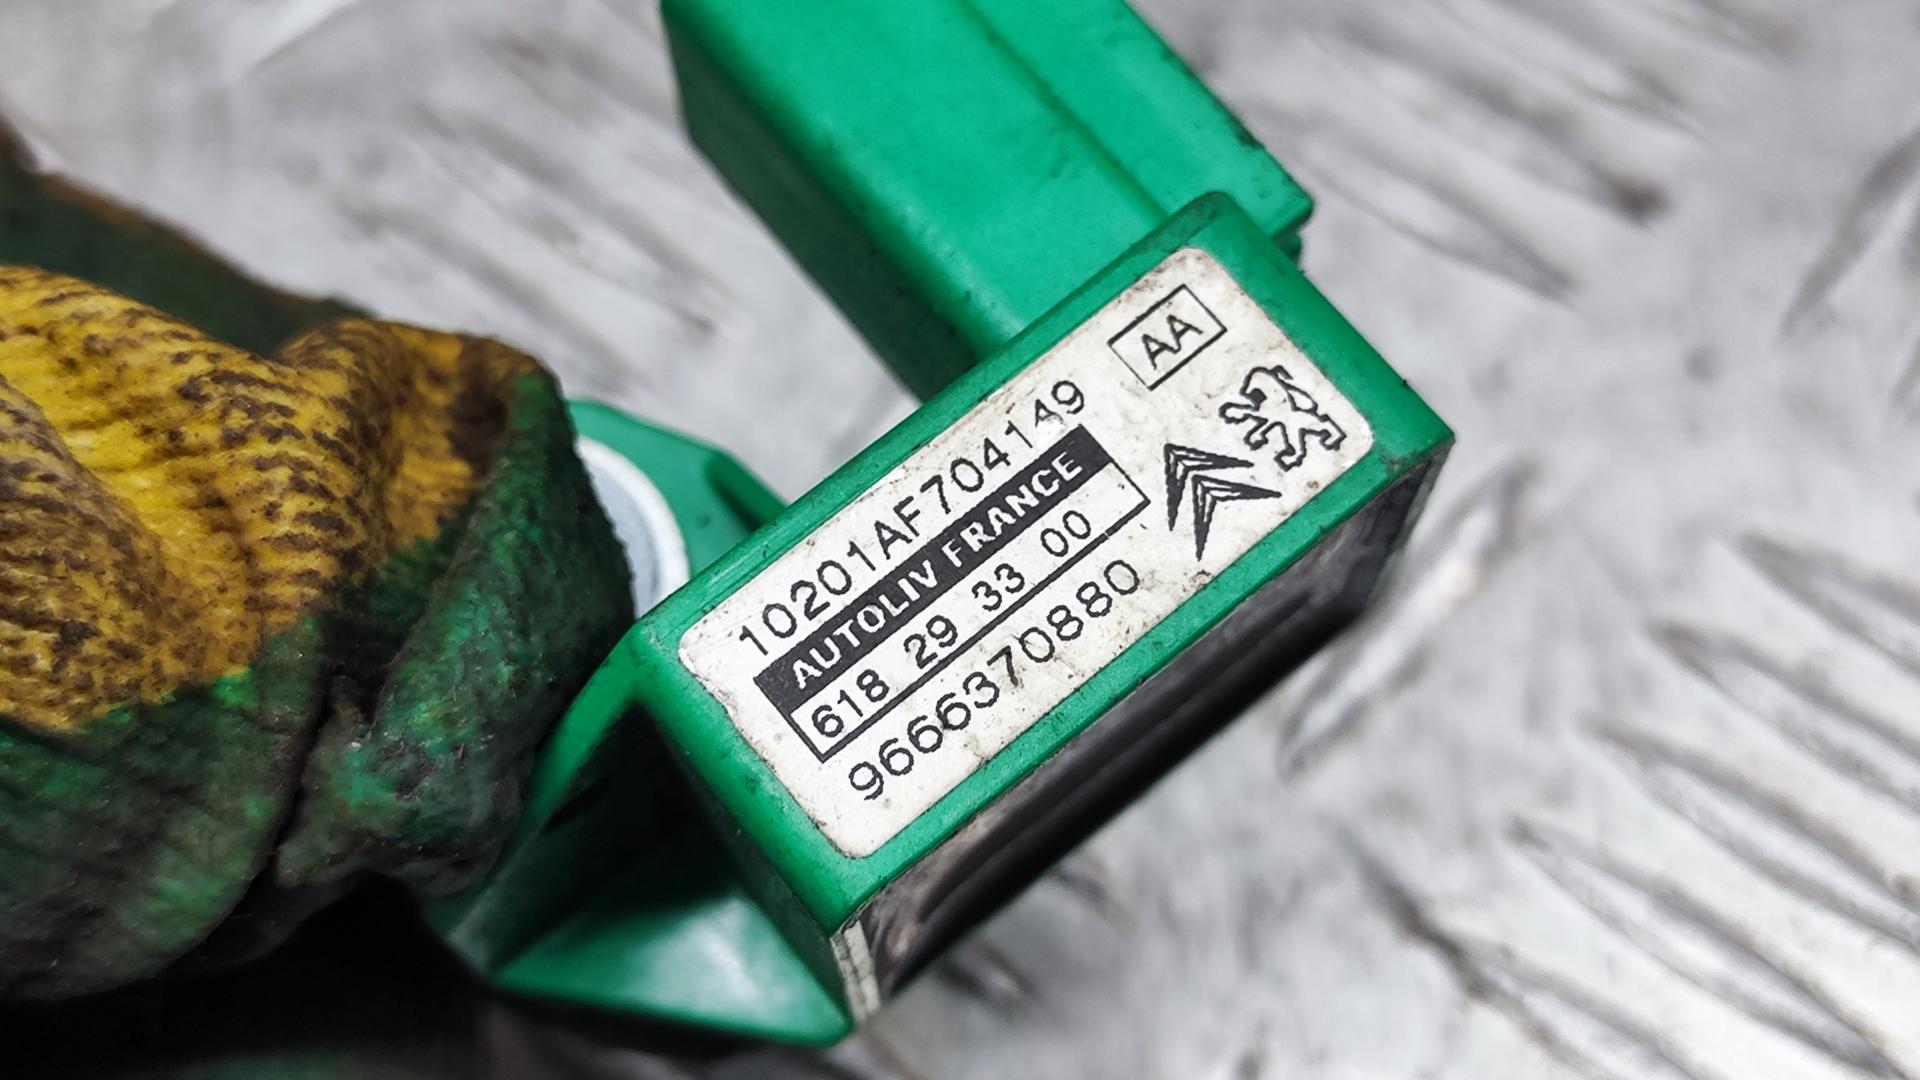 AA
10201AF704149
AUTOLIV FRANCE
618 29 33 00
9666370880